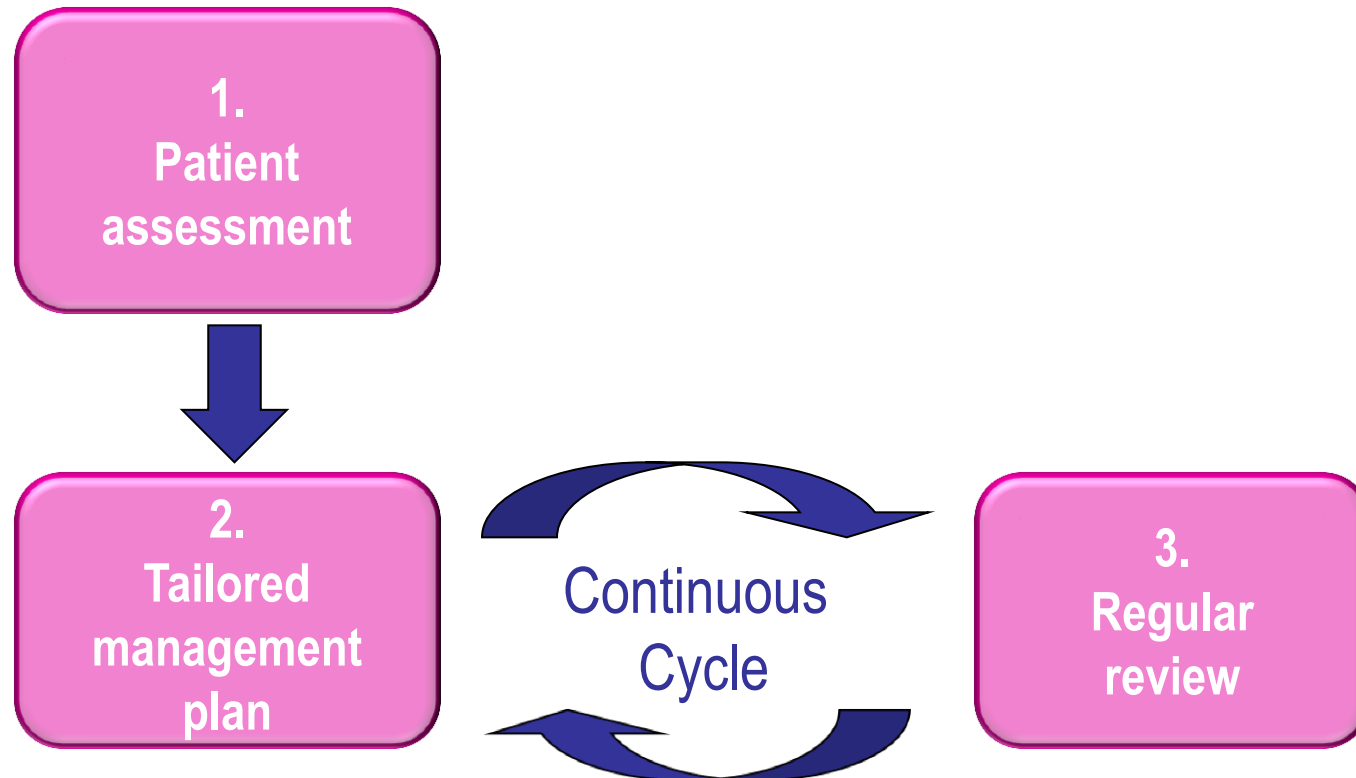 1.
Patient
assessment
2.
Tailored
management
plan
Continuous
Cycle
3.
Regular
review